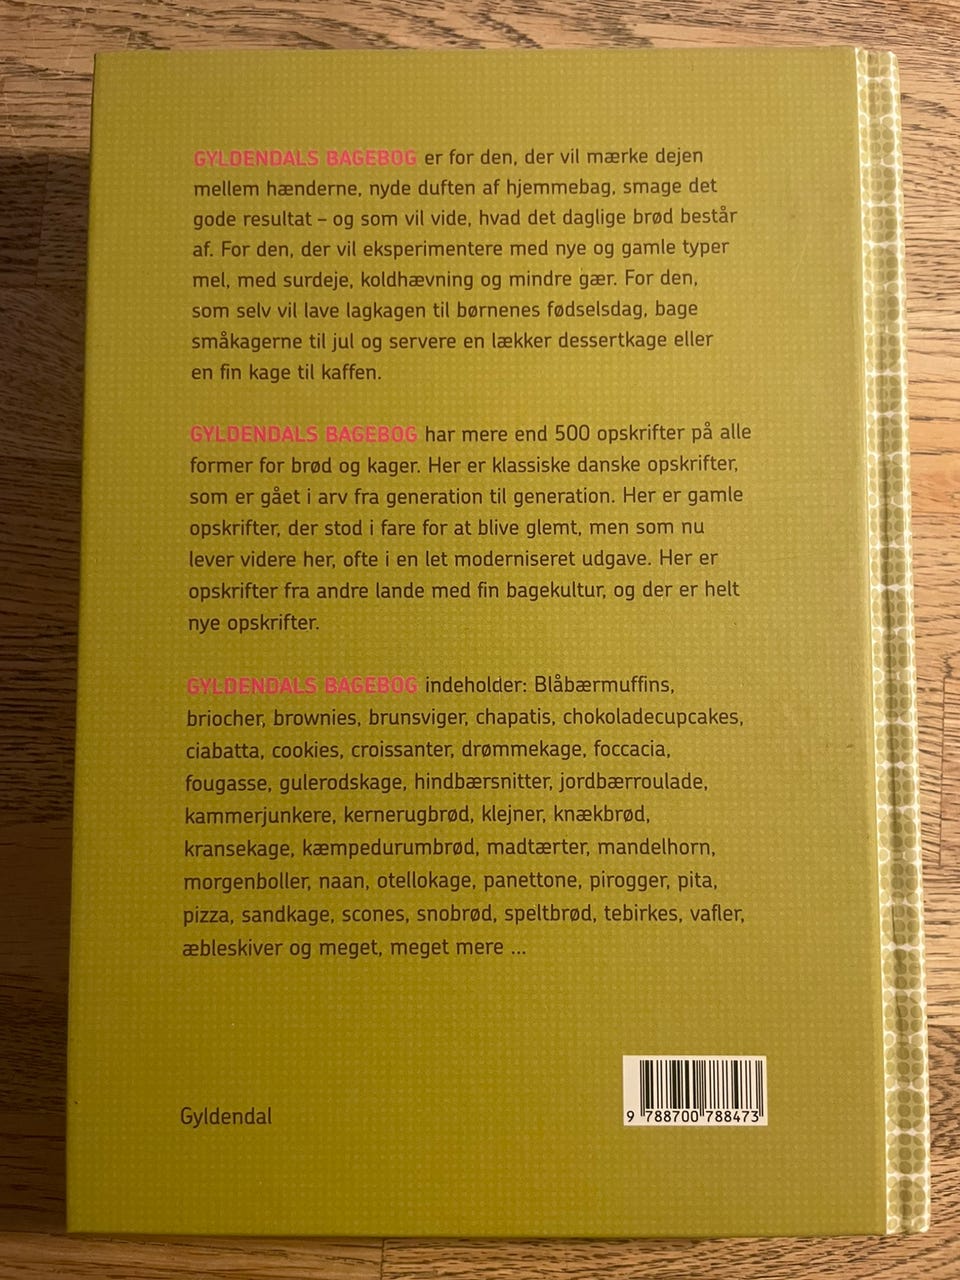 GYLDENDALS BAGEBOG er for den, der vil mærke dejen
mellem hænderne, nyde duften af hjemmebag, smage det
gode resultat – og som vil vide, hvad det daglige brød består
af. For den, der vil eksperimentere med nye og gamle typer
mel, med surdeje, koldhævning og mindre gær. For den,
som selv vil lave lagkagen til børnenes fødselsdag, bage
småkagerne til jul og servere en lækker dessertkage eller
en fin kage til kaffen.
GYLDENDALS BAGEBOG har mere end 500 opskrifter på alle
former for brød og kager. Her er klassiske danske opskrifter,
som er gået i arv fra generation til generation. Her er gamle
opskrifter, der stod i fare for at blive glemt, men som nu
lever videre her, ofte i en let moderniseret udgave. Her er
opskrifter fra andre lande med fin bagekultur, og der er helt
nye opskrifter.
GYLDENDALS BAGEBOG indeholder: Blåbærmuffins,
briocher, brownies, brunsviger, chapatis, chokoladecupcakes,
ciabatta, cookies, croissanter, drømmekage, foccacia,
fougasse, gulerodskage, hindbærsnitter, jordbærroulade,
kammerjunkere, kernerugbrød, klejner, knækbrød,
kransekage, kæmpedurumbrød, madtærter, mandelhorn,
morgenboller, naan, otellokage, panettone, pirogger, pita,
pizza, sandkage, scones, snobrød, speltbrød, tebirkes, vafler,
æbleskiver og meget, meget mere ...
Gyldendal
9 788700 788473